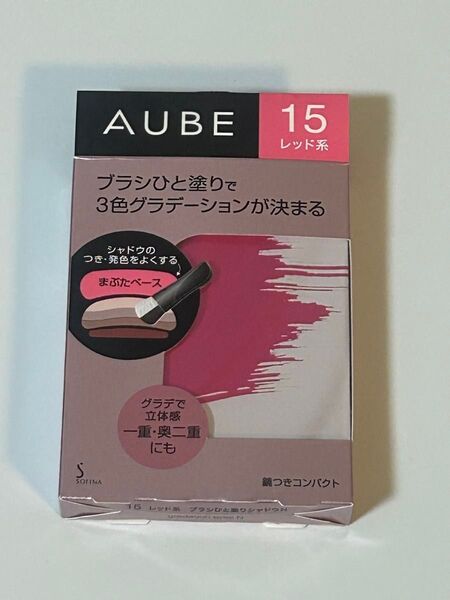 AUBE
15
レッド系
ブラシひと塗りで
3色グラデーションが決まる
シャドウの
つき・発色をよくする
まぶたベース
グラデで
立体感
一重・奥二重
にも
S
SOFINA
鏡つきコンパクト
15 レッド系 ブラシひと塗りシャドウN